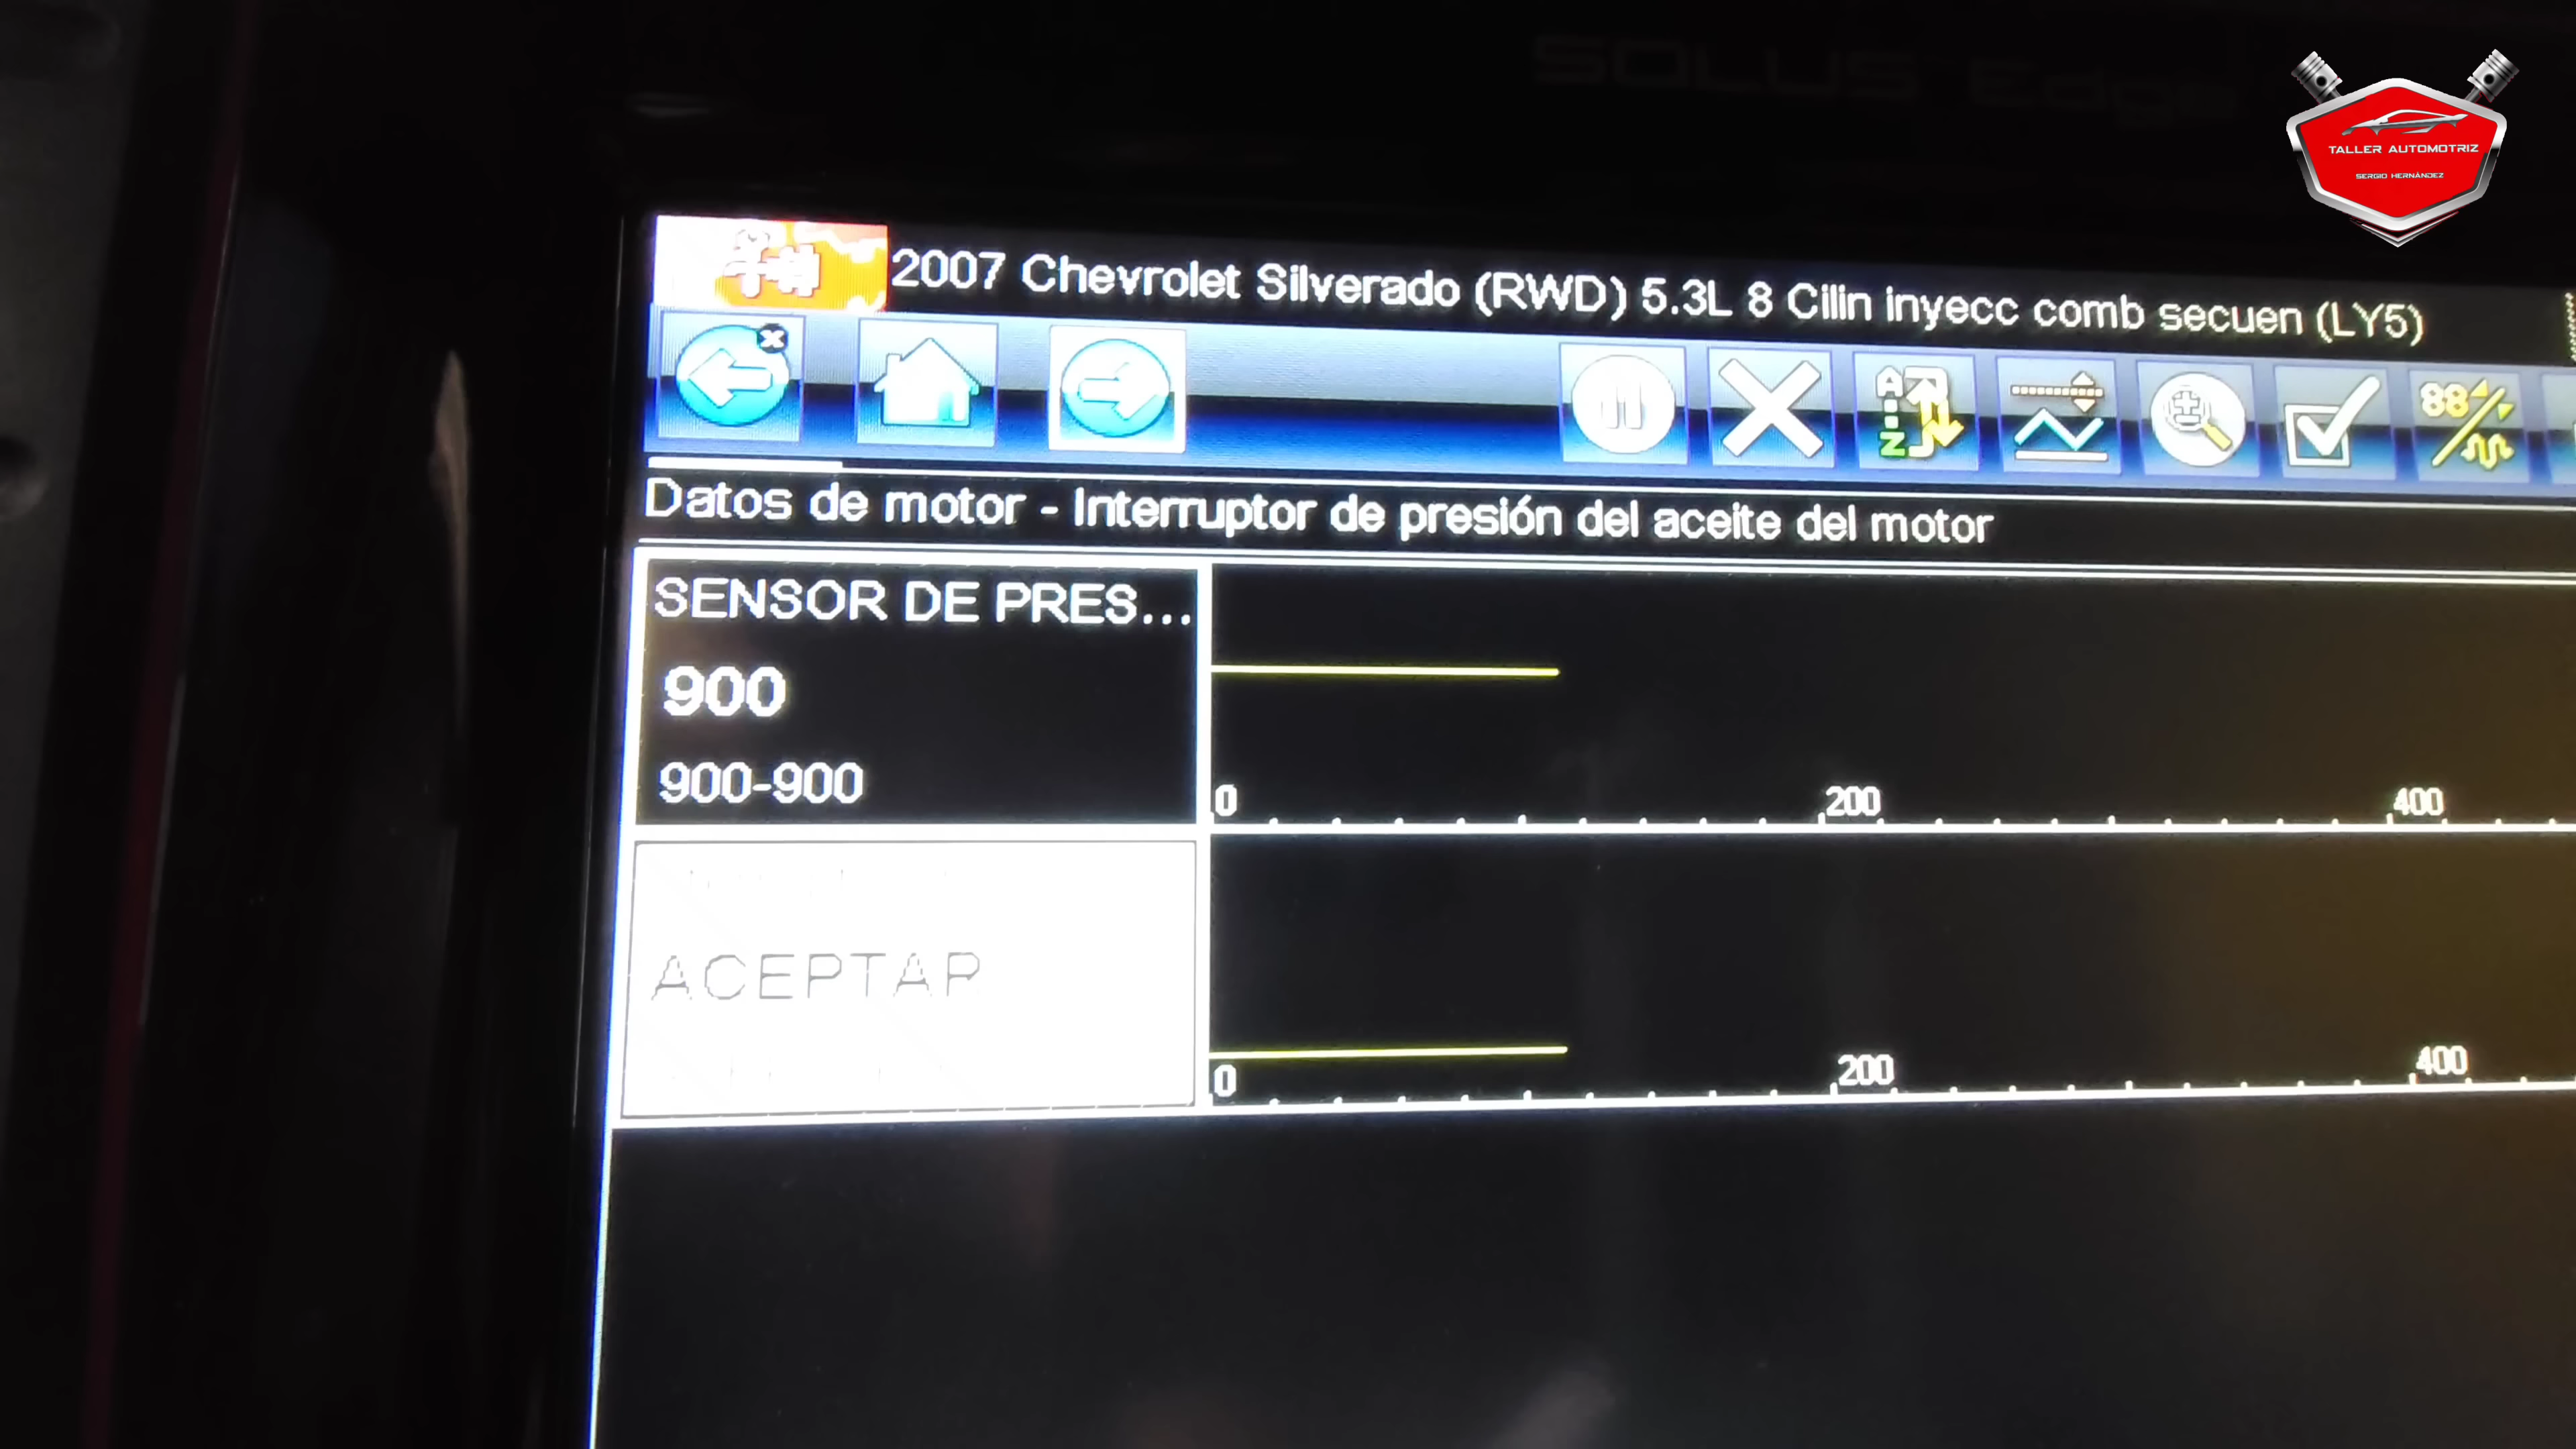 SOLUS Edge
TALLER AUTOMOTRIZ
SERGIO HERNÁNDEZ
2007 Chevrolet Silverado (RWD) 5.3L 8 Cilin inyecc comb secuen (LY5)
A
Z
88
Datos de motor - Interruptor de presión del aceite del motor
SENSOR DE PRES...
900
900-900
0
200
400
ACEPTAR
0
200
400